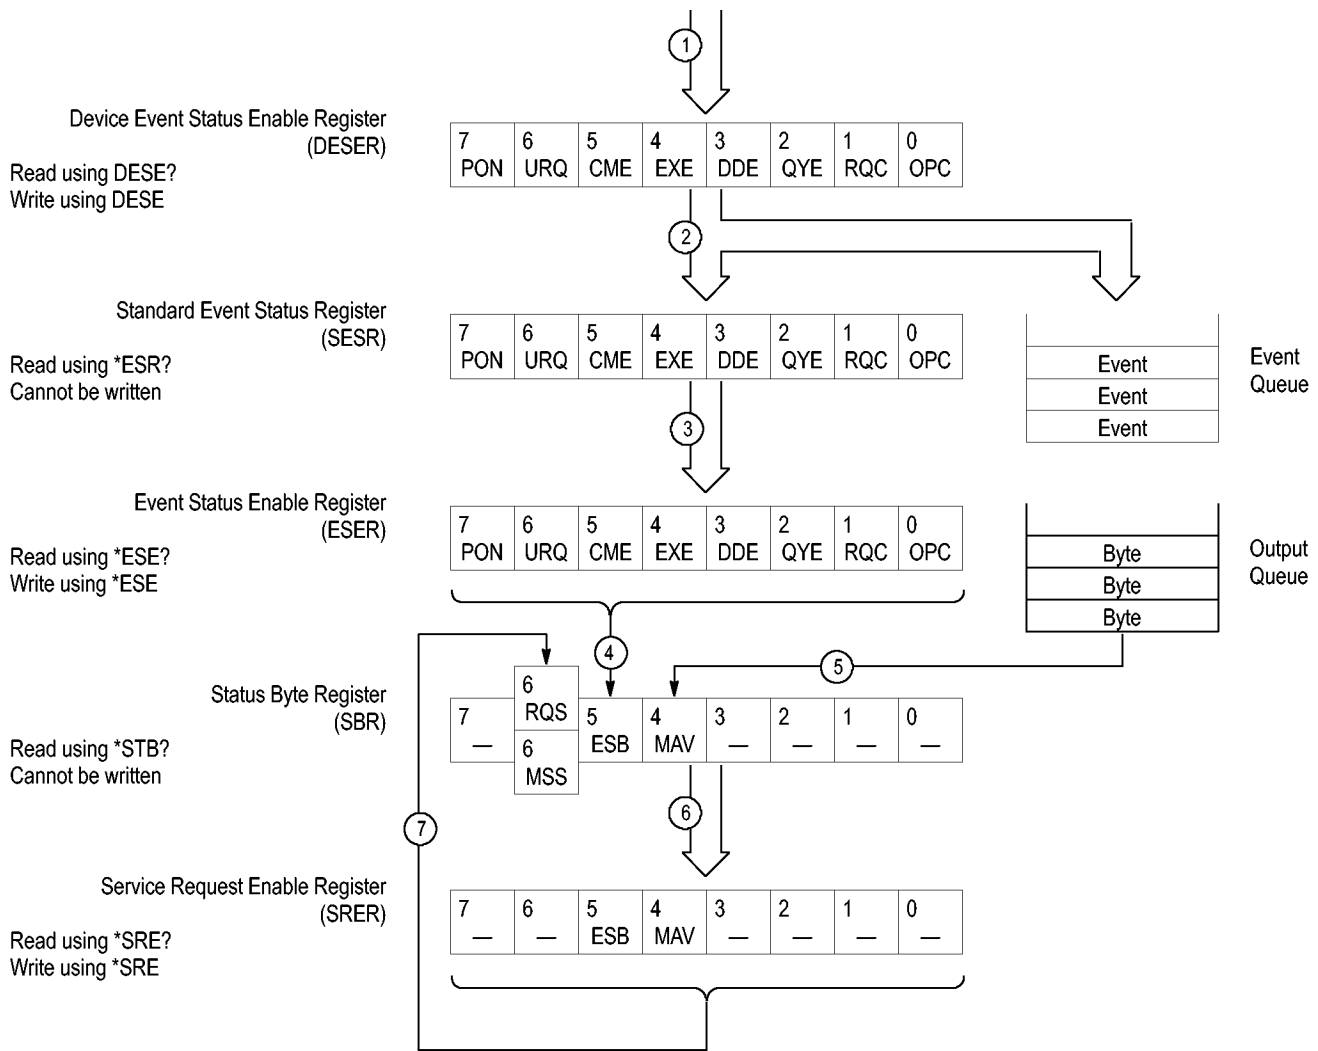 1
Device Event Status Enable Register
(DESER)
Read using DESE?
Write using DESE
7 6 5 4 3 2 1 0
PON URQ CME EXE DDE QYE RQC OPC
2
Standard Event Status Register
(SESR)
Read using *ESR?
Cannot be written
7 6 5 4 3 2 1 0
PON URQ CME EXE DDE QYE RQC OPC
Event
Event
Event
Event
Queue
3
Event Status Enable Register
(ESER)
Read using *ESE?
Write using *ESE
7 6 5 4 3 2 1 0
PON URQ CME EXE DDE QYE RQC OPC
Byte
Byte
Byte
Output
Queue
4
5
Status Byte Register
(SBR)
Read using *STB?
Cannot be written
6
RQS
7 5 4 3 2 1 0
— ESB MAV — — — —
6
MSS
6
7
Service Request Enable Register
(SRER)
Read using *SRE?
Write using *SRE
7 6 5 4 3 2 1 0
— — ESB MAV — — — —